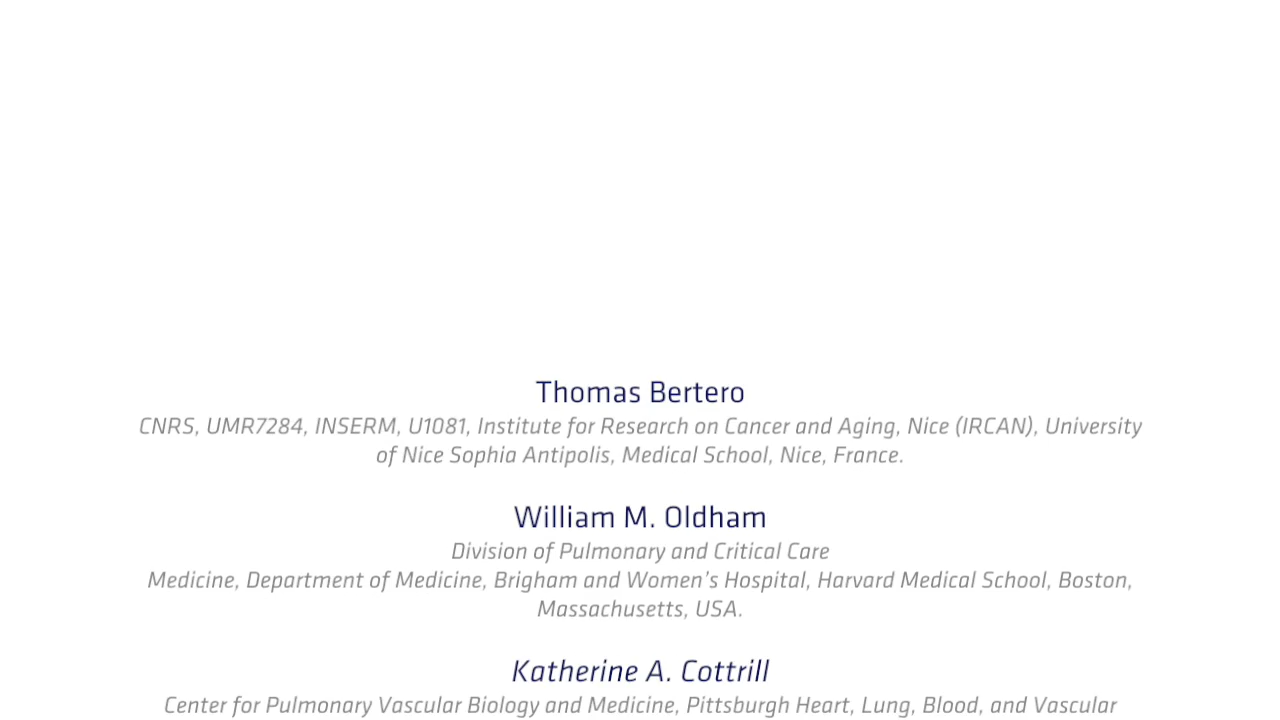 Thomas Bertero
CNRS, UMR7284, INSERM, U1081, Institute for Research on Cancer and Aging, Nice (IRCAN), University
of Nice Sophia Antipolis, Medical School, Nice, France.
William M. Oldham
Division of Pulmonary and Critical Care
Medicine, Department of Medicine, Brigham and Women's Hospital, Harvard Medical School, Boston,
Massachusetts, USA.
Katherine A. Cottrill
Center for Pulmonary Vascular Biology and Medicine, Pittsburgh Heart, Lung, Blood, and Vascular